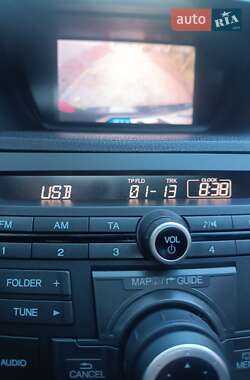 auto RIA
USB TP/FLD 01-13 TRK CLOCK 8:38
FM AM TA VOL
1 2 3 4
FOLDER + MAP GUIDE
TUNE
AUDIO CANCEL